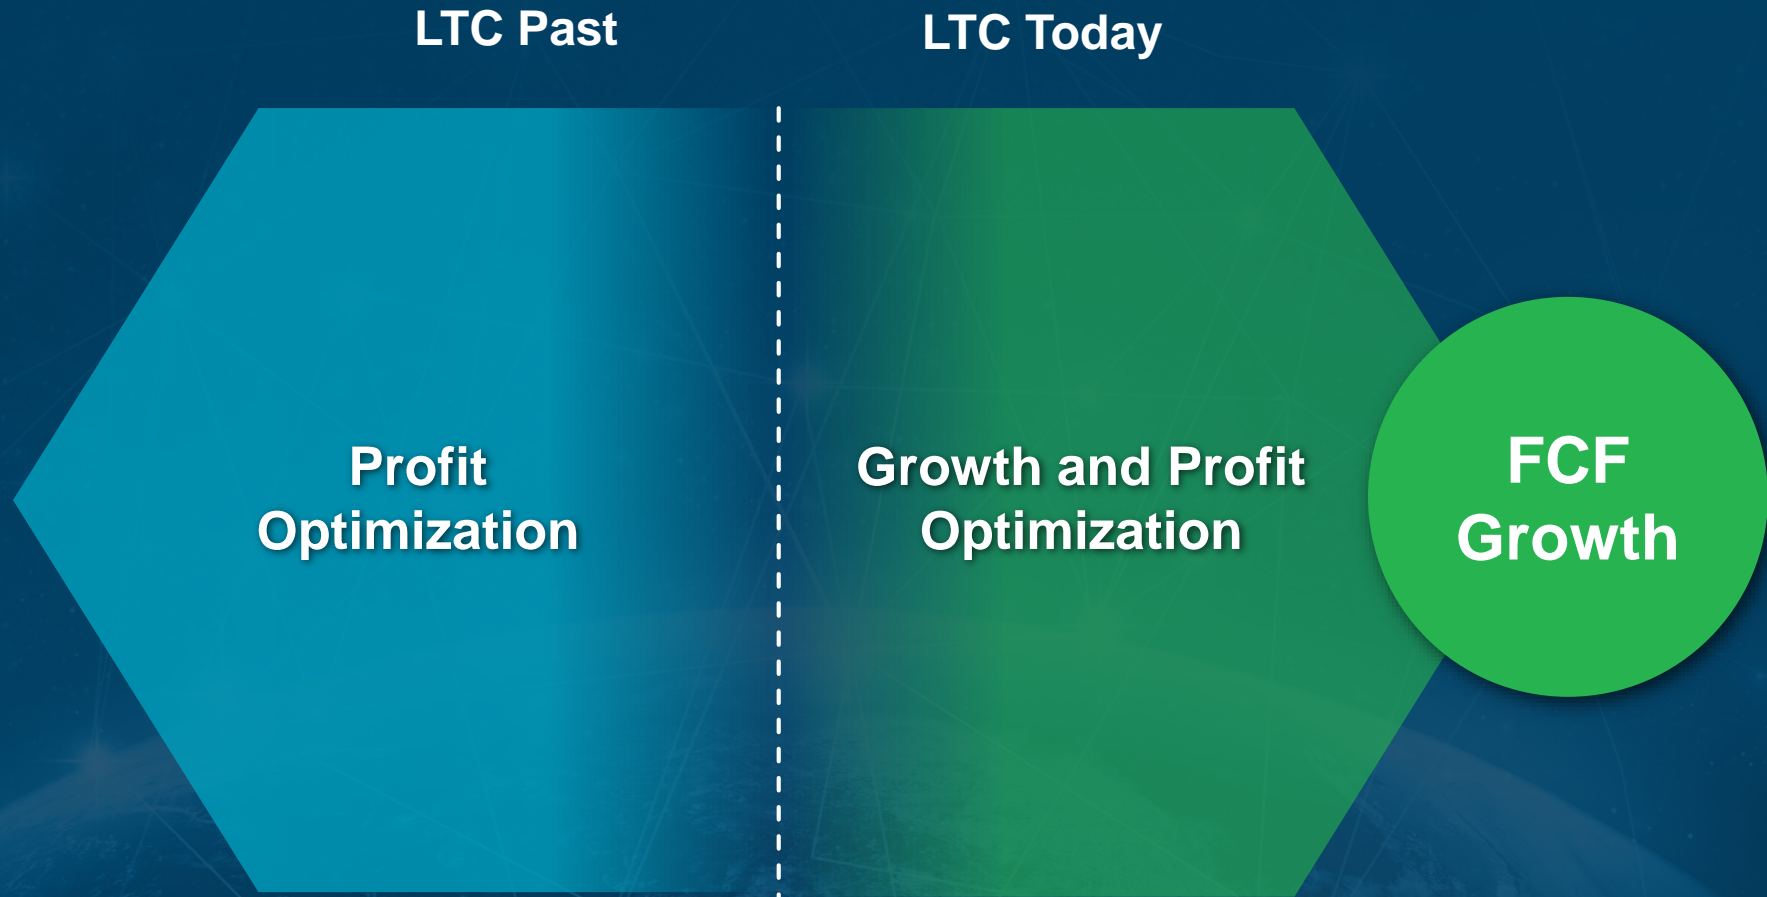 LTC Past
LTC Today
Profit
Optimization
Growth and Profit
Optimization
FCF
Growth